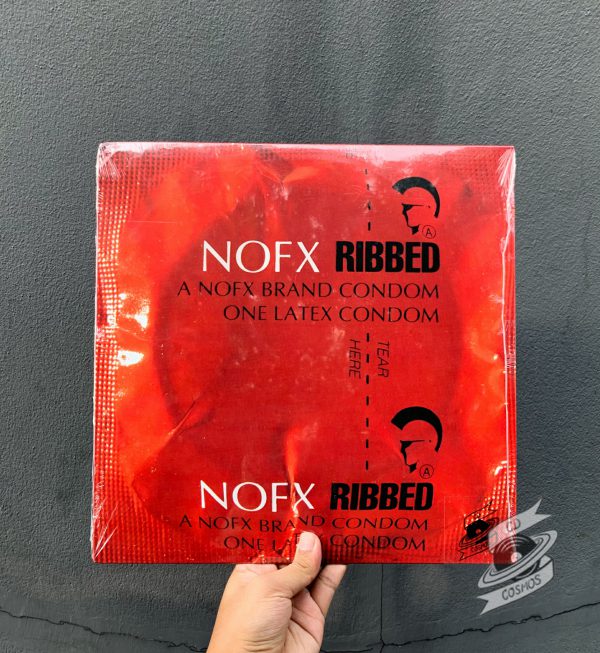 A
NOFX RIBBED
A NOFX BRAND CONDOM
ONE LATEX CONDOM
TEAR
HERE
A
NOFX RIBBED
A NOFX BRAND CONDOM
ONE LATEX CONDOM
COSMOS